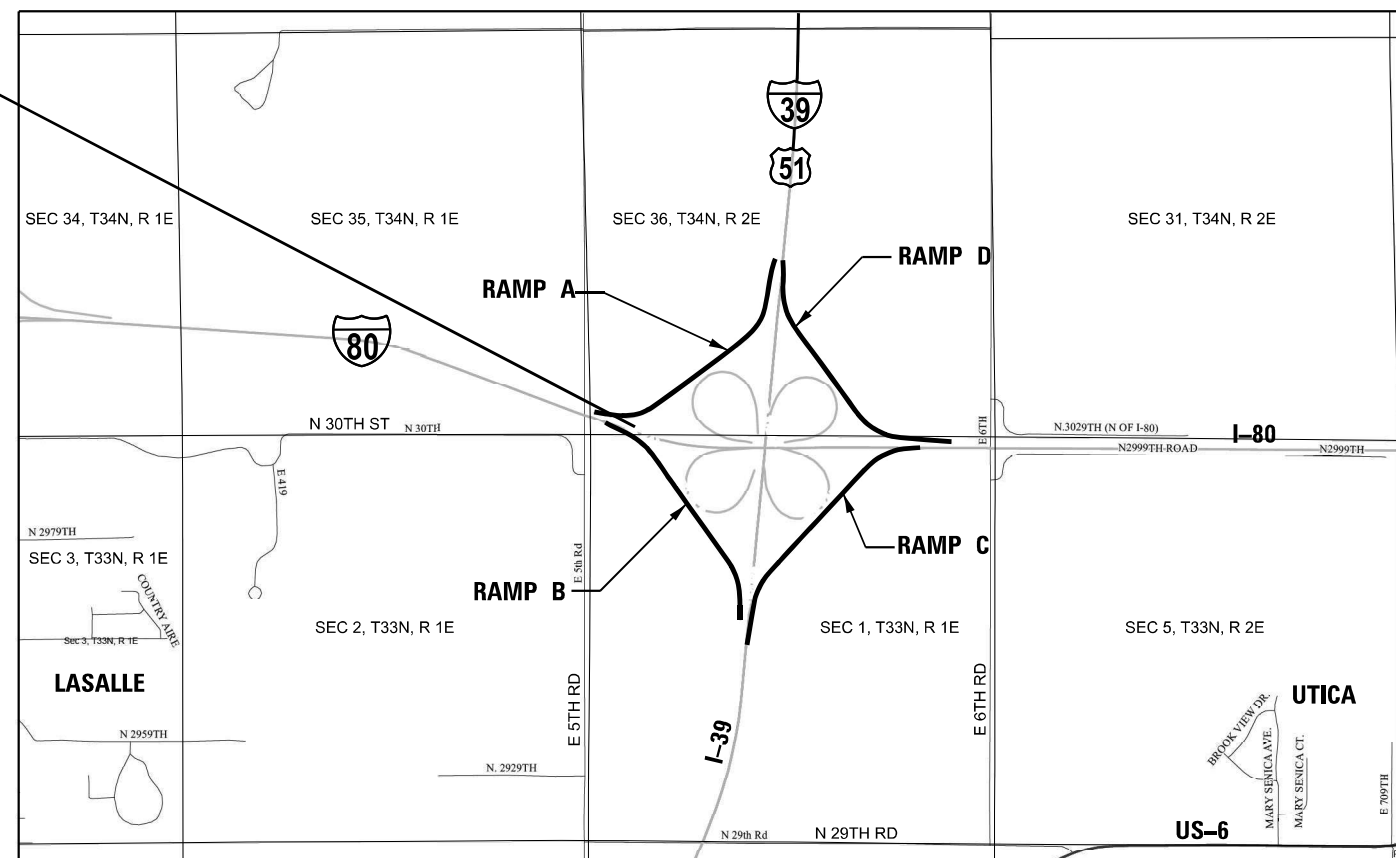 39
51
SEC 34, T34N, R 1E
SEC 35, T34N, R 1E
SEC 36, T34N, R 2E
SEC 31, T34N, R 2E
RAMP D
RAMP A
80
N 30TH ST
N 30TH
E 6TH
N.3029TH (N OF I-80)
I-80
N2999TH ROAD
N2999TH
E 419
N 2979TH
SEC 3, T33N, R 1E
E 5th Rd
RAMP C
RAMP B
COUNTRY AIRE
Sec 3, T33N, R 1E
SEC 2, T33N, R 1E
SEC 1, T33N, R 1E
SEC 5, T33N, R 2E
LASALLE
E 5TH RD
E 6TH RD
UTICA
BROOK VIEW DR.
N 2959TH
I-39
N. 2929TH
MARY SENICA AVE.
MARY SENICA CT.
E 709TH
N 29th Rd
N 29TH RD
US-6